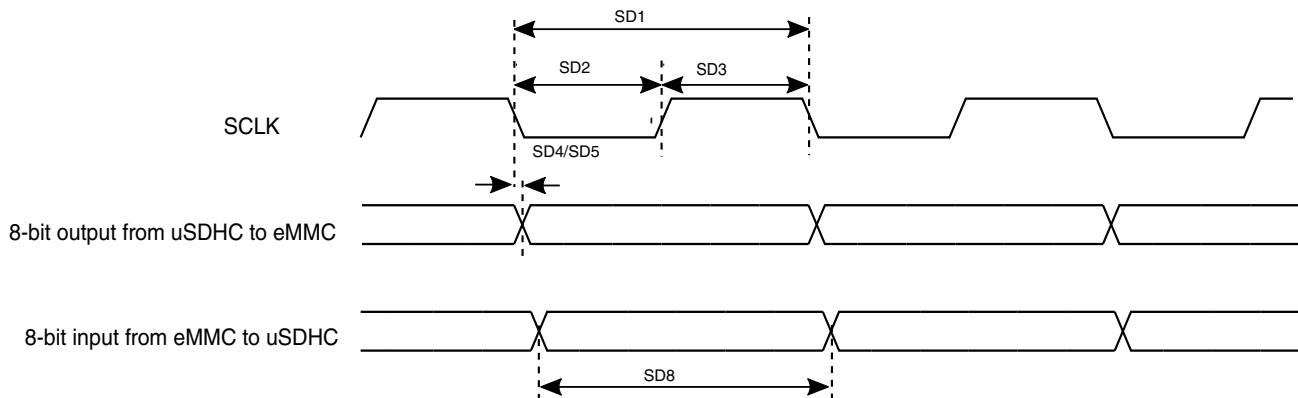 SD1
SD2
SD3
SCLK
SD4/SD5
8-bit output from uSDHC to eMMC
8-bit input from eMMC to uSDHC
SD8